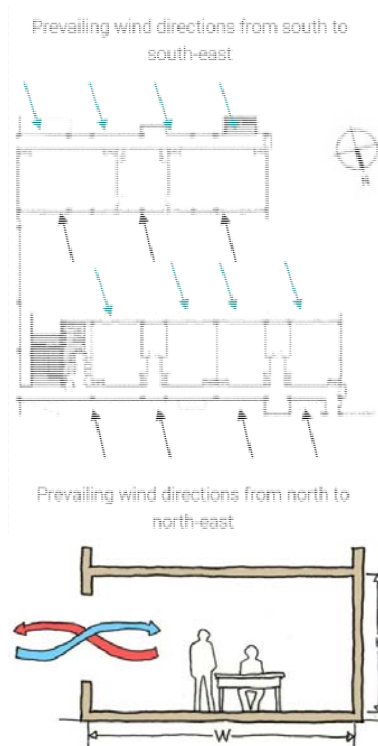 Prevailing wind directions from south to
south-east
N
Prevailing wind directions from north to
north-east
W